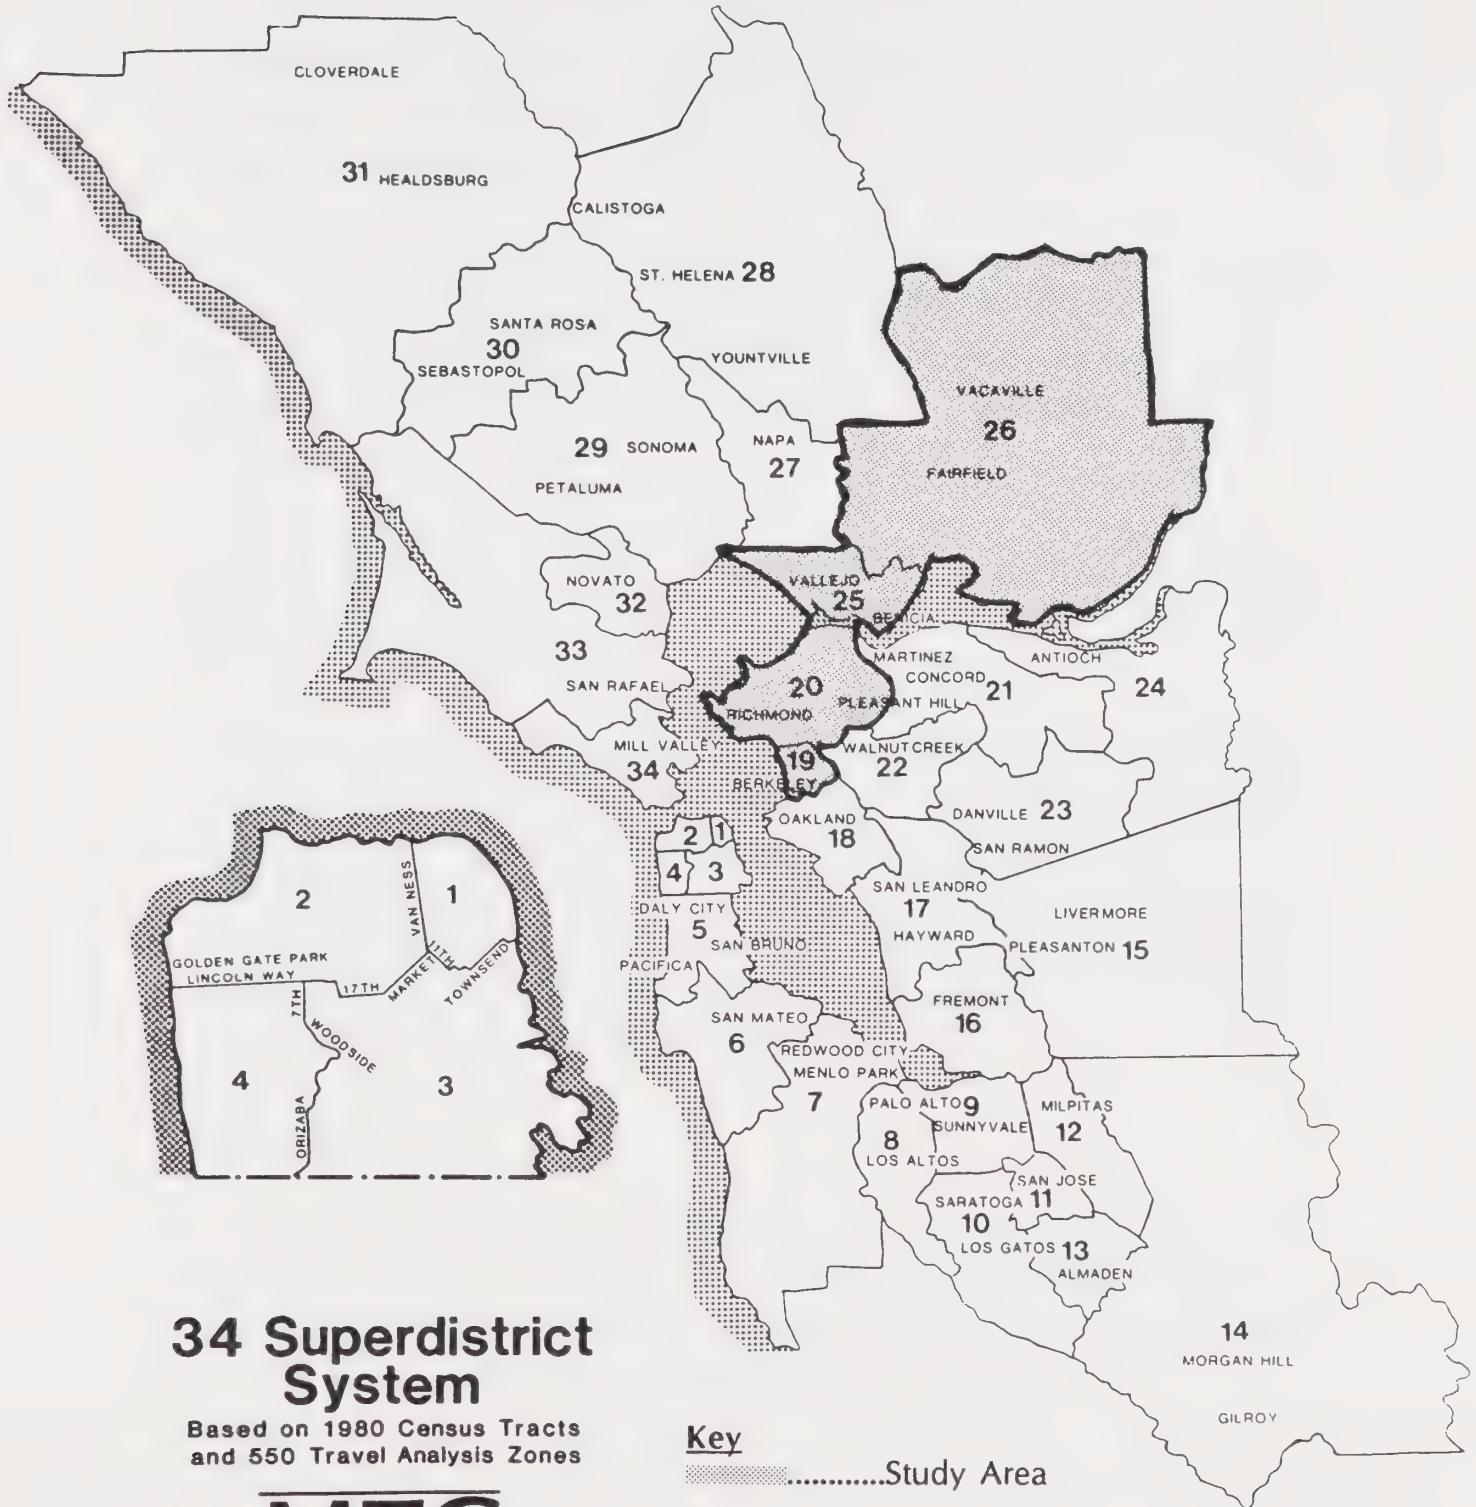 CLOVERDALE
31 HEALDSBURG
CALISTOGA
ST. HELENA 28
SANTA ROSA
30
SEBASTOPOL
YOUNTVILLE
VACAVILLE
26
FAIRFIELD
29 SONOMA
PETALUMA
NAPA
27
NOVATO
32
VALLEJO
25
BENICIA
33
SAN RAFAEL
MARTINEZ
CONCORD
21
ANTIOCH
24
20
RICHMOND
PLEASANT HILL
MILL VALLEY
34
19
BERKELEY
WALNUT CREEK
22
OAKLAND
18
DANVILLE 23
SAN RAMON
2
1
4
3
DALY CITY
5
SAN BRUNO
PACIFICA
SAN LEANDRO
17
HAYWARD
LIVERMORE
PLEASANTON 15
SAN MATEO
6
FREMONT
16
REDWOOD CITY
MENLO PARK
7
PALO ALTO 9
SUNNYVALE
8
LOS ALTOS
MILPITAS
12
SAN JOSE
11
SARATOGA
10
LOS GATOS 13
ALMADEN
14
MORGAN HILL
GILROY
2
VAN NESS
1
GOLDEN GATE PARK
LINCOLN WAY
17TH
MARKET
11TH
TOWNSEND
7TH
WOODSIDE
4
3
ORIZABA
34 Superdistrict
System
Based on 1980 Census Tracts
and 550 Travel Analysis Zones
MTC
Key
............Study Area